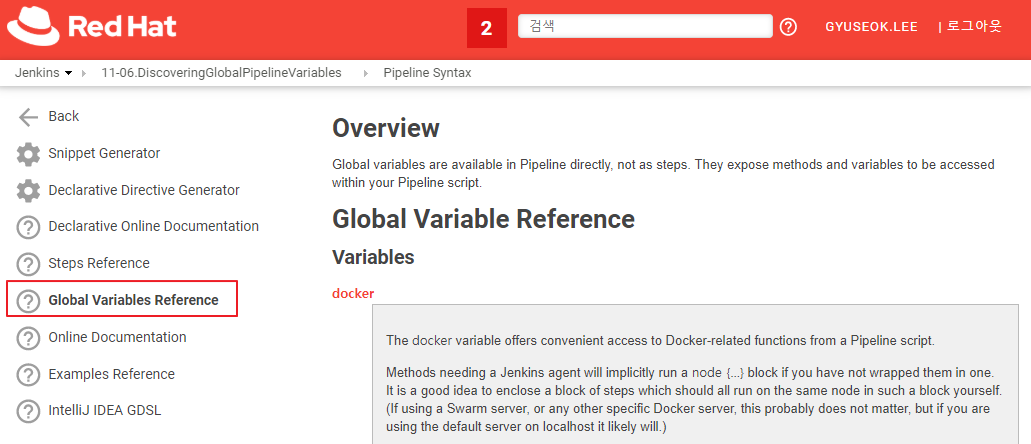 Red Hat
2
검색
GYUSEOK.LEE
| 로그아웃
Jenkins
11-06.DiscoveringGlobalPipelineVariables
Pipeline Syntax
Back
Snippet Generator
Declarative Directive Generator
Declarative Online Documentation
Steps Reference
Global Variables Reference
Online Documentation
Examples Reference
IntelliJ IDEA GDSL
Overview
Global variables are available in Pipeline directly, not as steps. They expose methods and variables to be accessed
within your Pipeline script.
Global Variable Reference
Variables
docker
The docker variable offers convenient access to Docker-related functions from a Pipeline script.
Methods needing a Jenkins agent will implicitly run a node {…} block if you have not wrapped them in one.
It is a good idea to enclose a block of steps which should all run on the same node in such a block yourself.
(If using a Swarm server, or any other specific Docker server, this probably does not matter, but if you are
using the default server on localhost it likely will.)